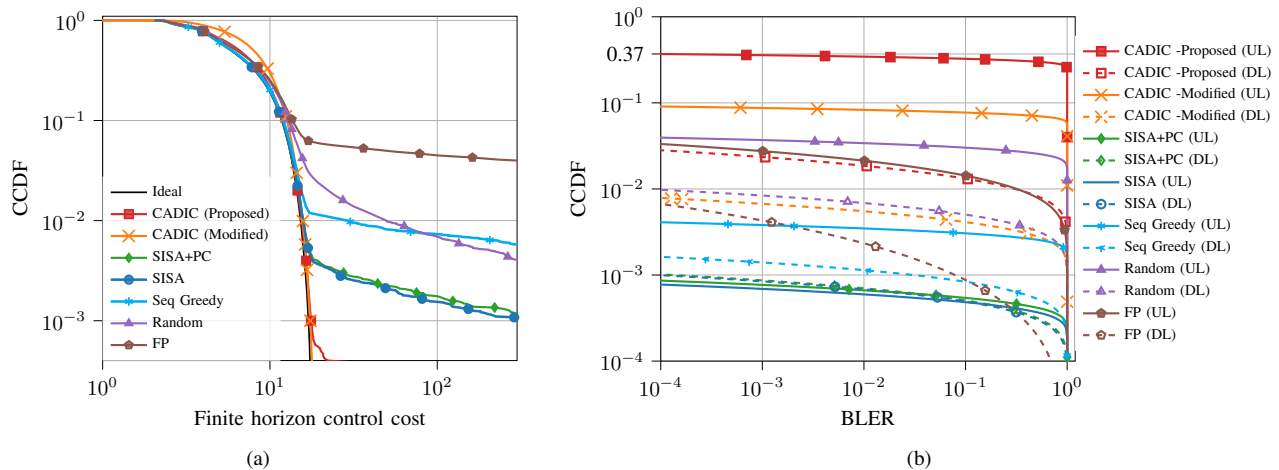 10^0
10^-1
10^-2
10^-3
CCDF
10^0
10^1
10^2
Finite horizon control cost
Ideal
CADIC (Proposed)
CADIC (Modified)
SISA+PC
SISA
Seq Greedy
Random
FP
(a)
10^0
0.37
10^-1
10^-2
10^-3
10^-4
CCDF
10^-4
10^-3
10^-2
10^-1
10^0
BLER
CADIC -Proposed (UL)
CADIC -Proposed (DL)
CADIC -Modified (UL)
CADIC -Modified (DL)
SISA+PC (UL)
SISA+PC (DL)
SISA (UL)
SISA (DL)
Seq Greedy (UL)
Seq Greedy (DL)
Random (UL)
Random (DL)
FP (UL)
FP (DL)
(b)